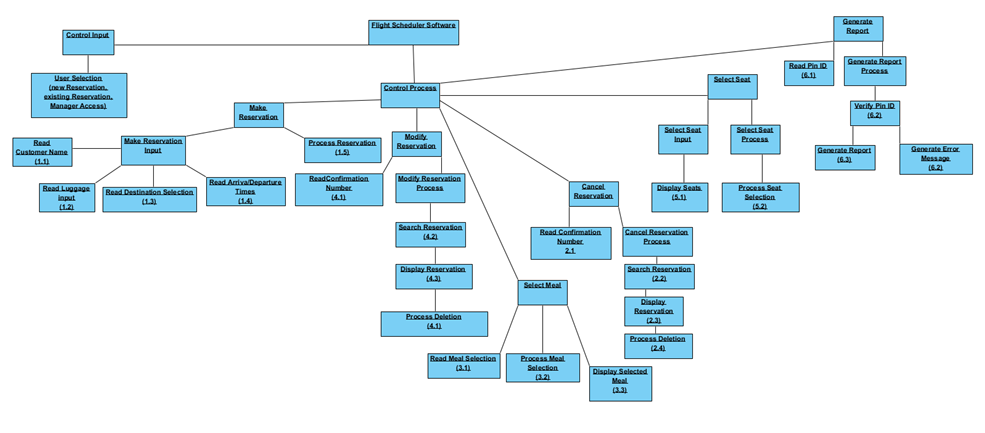 Flight Scheduler Software
Generate
Report
Control Input
User Selection
(new Reservation,
existing Reservation,
Manager Access)
Control Process
Read Pin ID
(6.1)
Generate Report
Process
Verify Pin ID
(6.2)
Generate Report
(6.3)
Generate Error
Message
(6.2)
Select Seat
Select Seat
Input
Select Seat
Process
Display Seats
(5.1)
Process Seat
Selection
(5.2)
Make
Reservation
Read
Customer Name
(1.1)
Make Reservation
Input
Process Reservation
(1.5)
Read Luggage
input
(1.2)
Read Destination Selection
(1.3)
Read Arriva/Departure
Times
(1.4)
Modify
Reservation
ReadConfirmation
Number
(4.1)
Modify Reservation
Process
Search Reservation
(4.2)
Display Reservation
(4.3)
Process Deletion
(4.1)
Cancel
Reservation
Read Confirmation
Number
2.1
Cancel Reservation
Process
Search Reservation
(2.2)
Display
Reservation
(2.3)
Process Deletion
(2.4)
Select Meal
Read Meal Selection
(3.1)
Process Meal
Selection
(3.2)
Display Selected
Meal
(3.3)